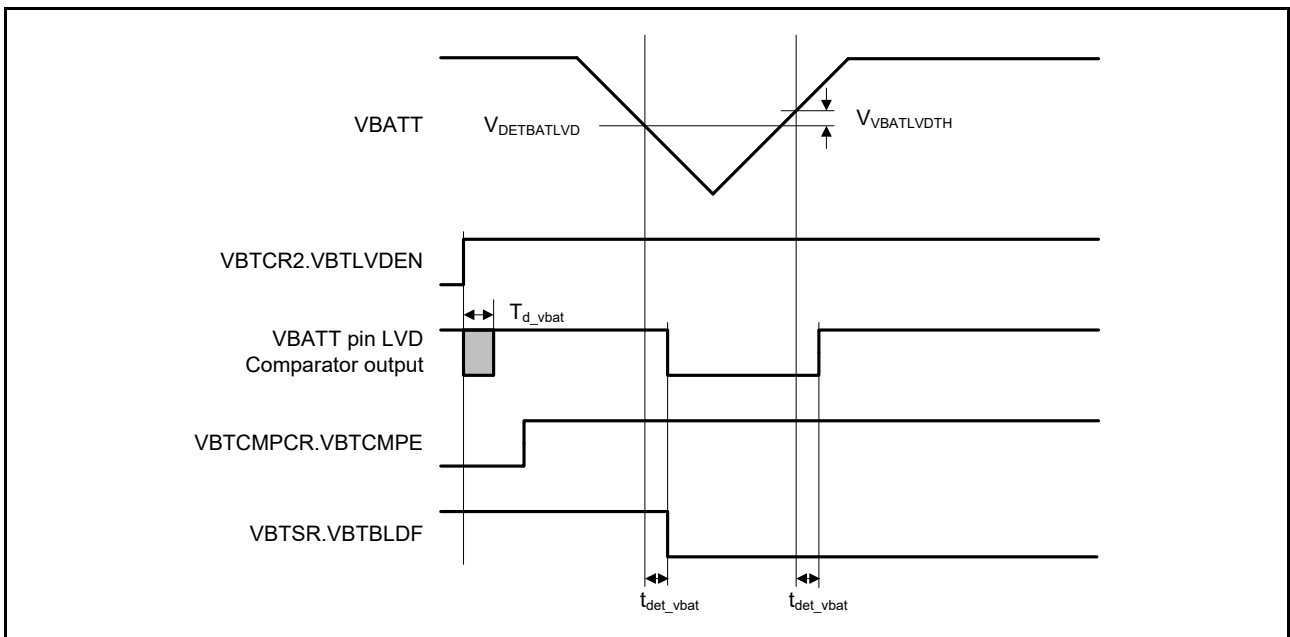 VBATT
VDETBATLVD
VVBATLVDTH
VBTCR2.VBTLVDEN
Td_vbat
VBATT pin LVD
Comparator output
VBTCMPCR.VBTCMPE
VBTSR.VBTBLDF
tdet_vbat
tdet_vbat